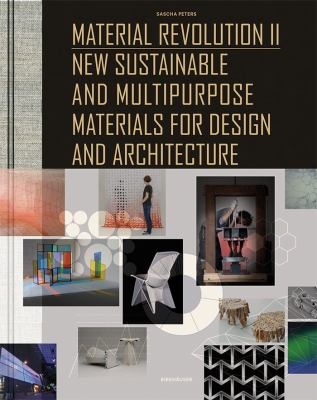 SASCHA PETERS
MATERIAL REVOLUTION II
NEW SUSTAINABLE
AND MULTIPURPOSE
MATERIALS FOR DESIGN
AND ARCHITECTURE
BIRKHÄUSER